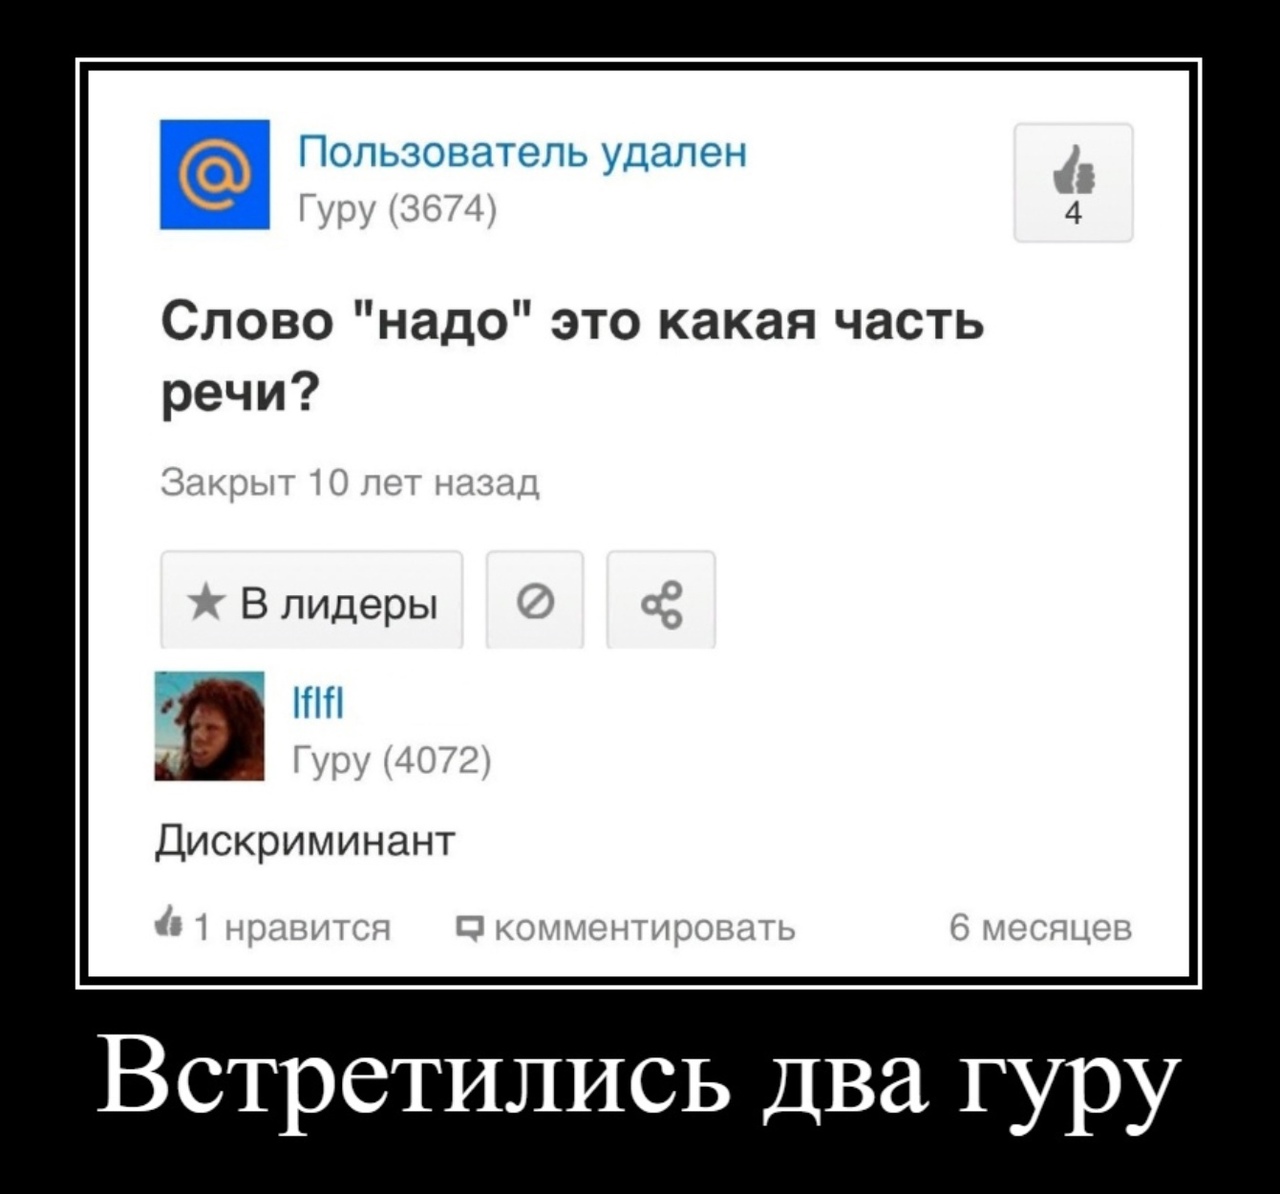 @
Пользователь удален
Гуру (3674)
4
Слово "надо" это какая часть
речи?
Закрыт 10 лет назад
★ В лидеры
lflfl
Гуру (4072)
Дискриминант
1 нравится комментировать 6 месяцев
Встретились два гуру